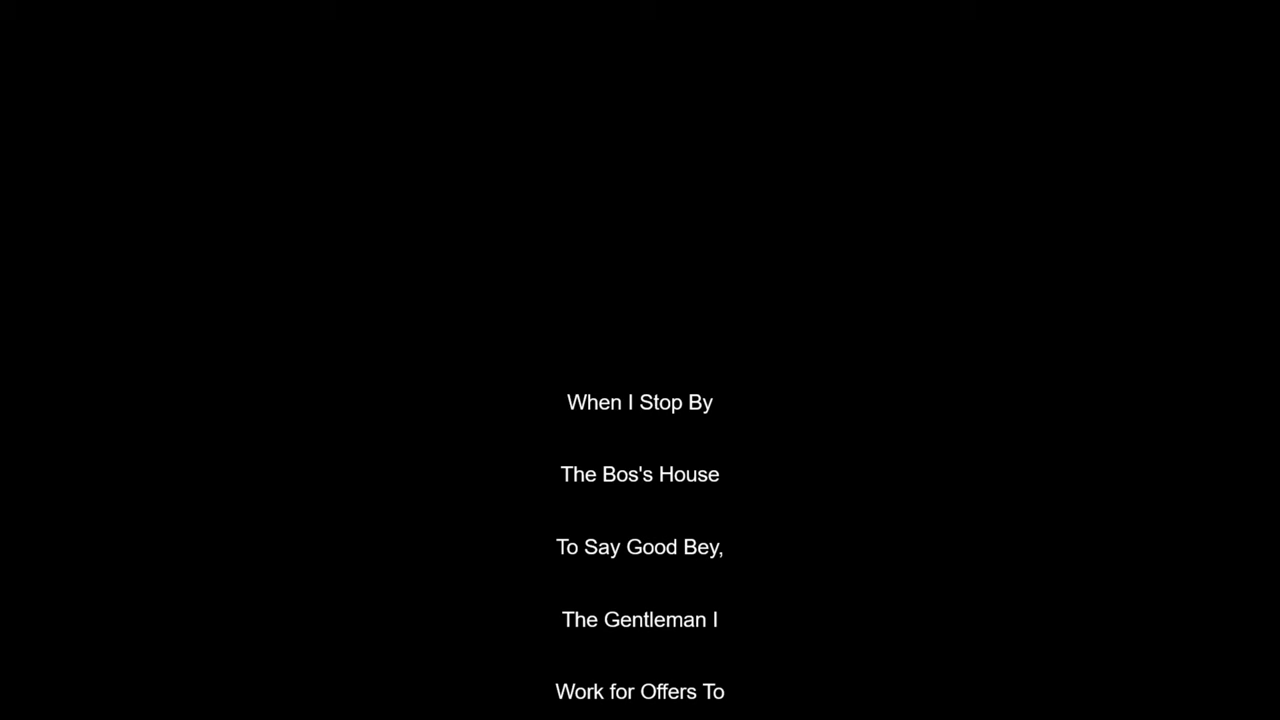 When I Stop By
The Bos's House
To Say Good Bey,
The Gentleman I
Work for Offers To